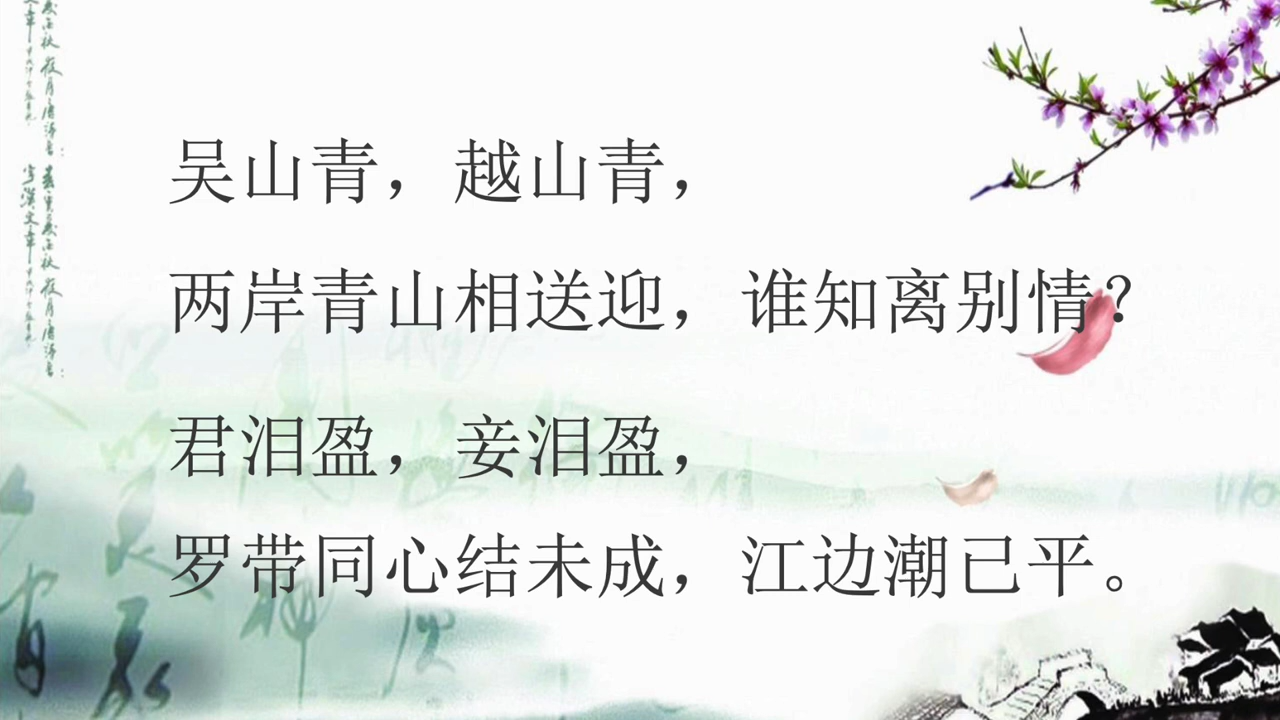 吴山青，越山青，
两岸青山相送迎，谁知离别情？
君泪盈，妾泪盈，
罗带同心结未成，江边潮已平。